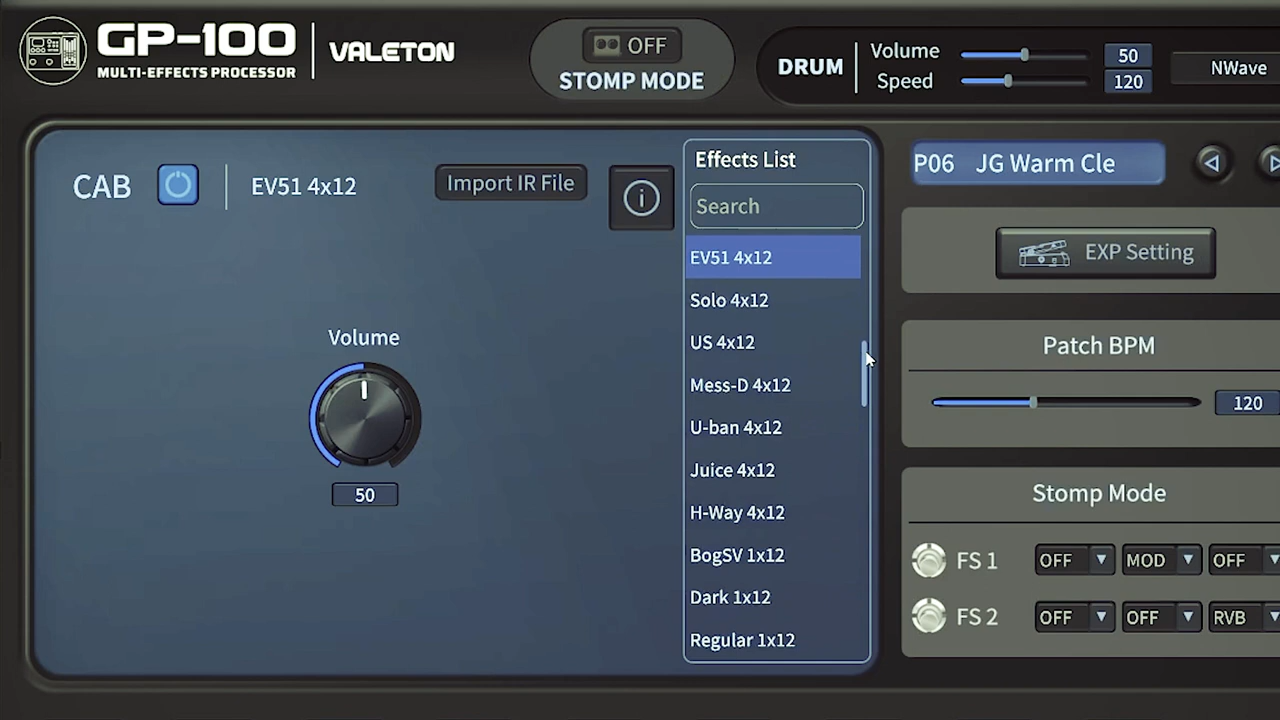 GP-100
MULTI-EFFECTS PROCESSOR
VALETON
OFF
STOMP MODE
DRUM
Volume
50
Speed
120
NWave
CAB
EV51 4x12
Import IR File
Effects List
Search
EV51 4x12
Solo 4x12
US 4x12
Mess-D 4x12
U-ban 4x12
Juice 4x12
H-Way 4x12
BogSV 1x12
Dark 1x12
Regular 1x12
Volume
50
P06 JG Warm Cle
EXP Setting
Patch BPM
120
Stomp Mode
FS 1 OFF MOD OFF
FS 2 OFF OFF RVB